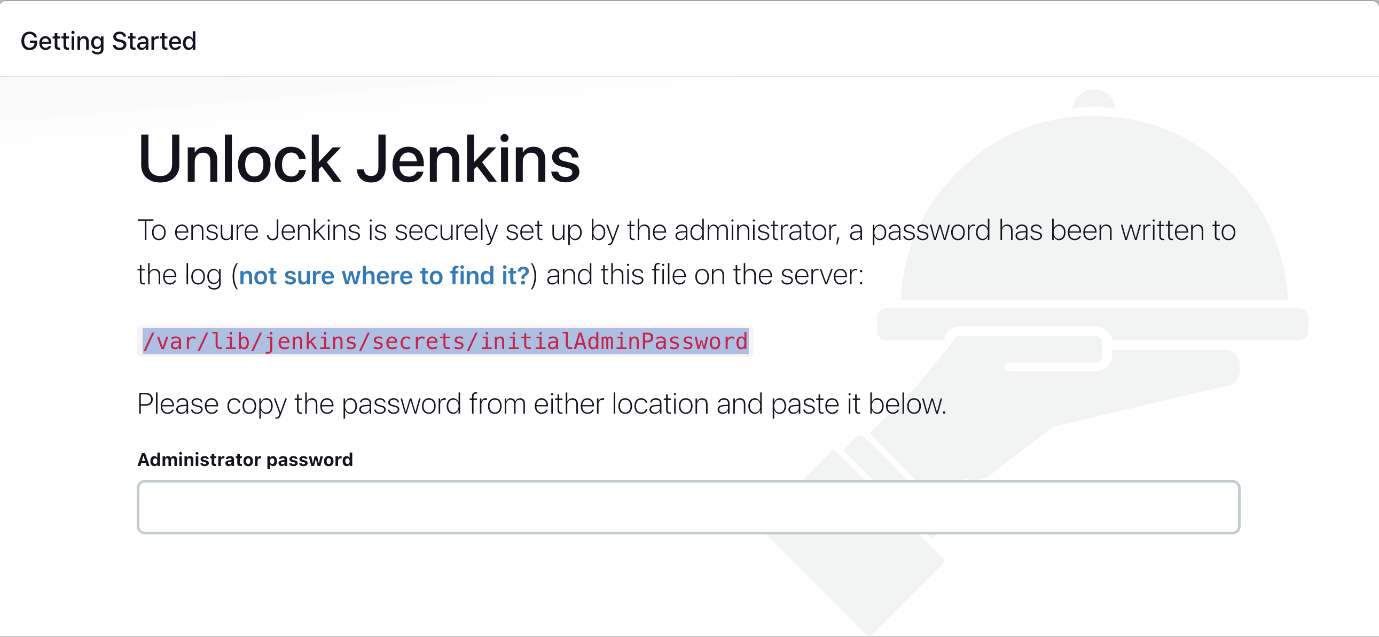 Getting Started
Unlock Jenkins
To ensure Jenkins is securely set up by the administrator, a password has been written to
the log (not sure where to find it?) and this file on the server:
/var/lib/jenkins/secrets/initialAdminPassword
Please copy the password from either location and paste it below.
Administrator password